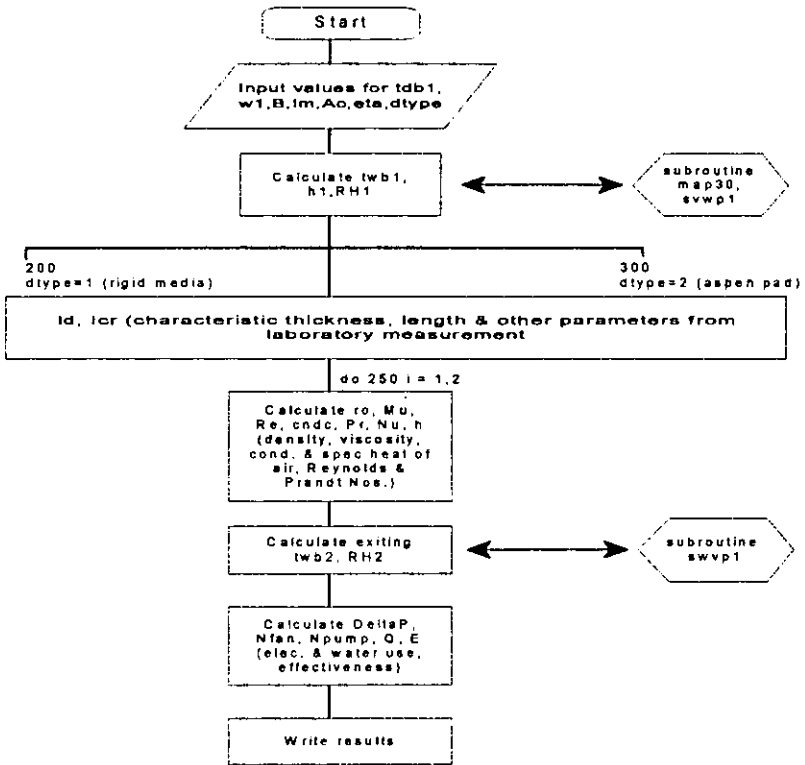 Start
Input values for tdb1,
w1,B,lm,Ao,eta,dtype
Calculate twb1,
h1,RH1
subroutine
map30,
svwp1
200
dtype=1 (rigid media)
300
dtype=2 (aspen pad)
ld, lcr (characteristic thickness, length & other parameters from
laboratory measurement
do 250 i = 1,2
Calculate ro, Mu,
Re, cndc, Pr, Nu, h
(density, viscosity,
cond. & spec heat of
air, Reynolds &
Prandt Nos.)
Calculate exiting
twb2, RH2
subroutine
swvp1
Calculate DeltaP,
Nfan, Npump, Q, E
(elec. & water use,
effectiveness)
Write results